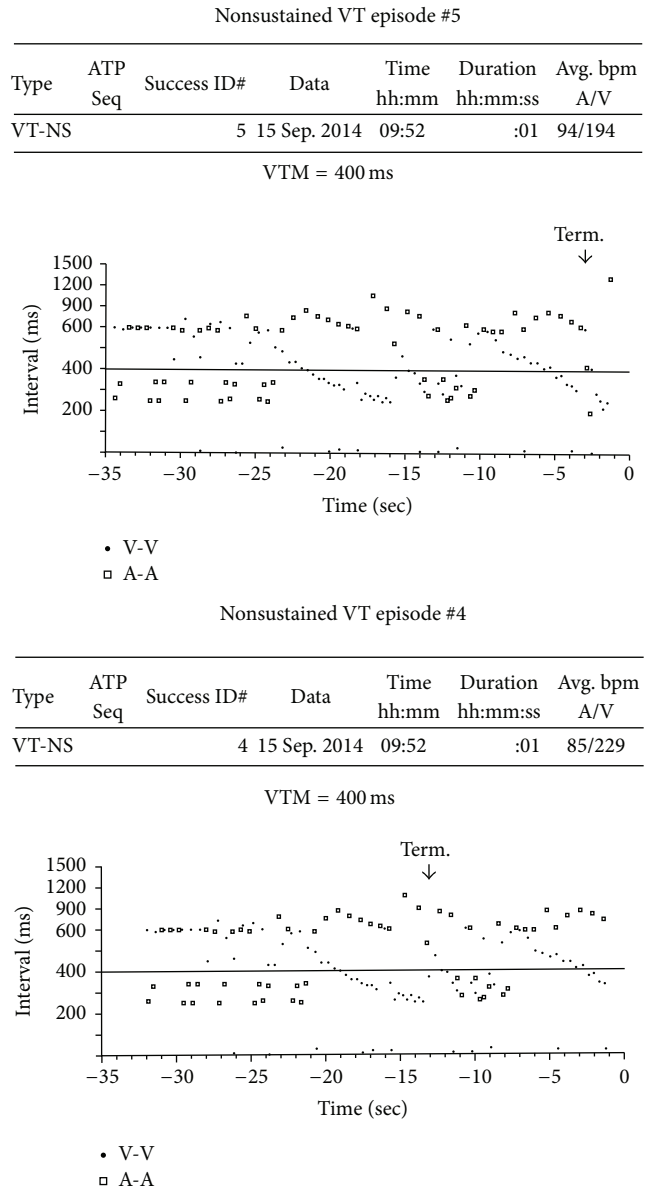 Nonsustained VT episode #5
Type ATP Seq Success ID# Data Time hh:mm Duration hh:mm:ss Avg. bpm A/V
VT-NS 5 15 Sep. 2014 09:52 :01 94/194
VTM = 400 ms
Term.
1500
1200
900
600
400
200
Interval (ms)
−35 −30 −25 −20 −15 −10 −5 0
Time (sec)
V-V
A-A
Nonsustained VT episode #4
Type ATP Seq Success ID# Data Time hh:mm Duration hh:mm:ss Avg. bpm A/V
VT-NS 4 15 Sep. 2014 09:52 :01 85/229
VTM = 400 ms
Term.
1500
1200
900
600
400
200
Interval (ms)
−35 −30 −25 −20 −15 −10 −5 0
Time (sec)
V-V
A-A